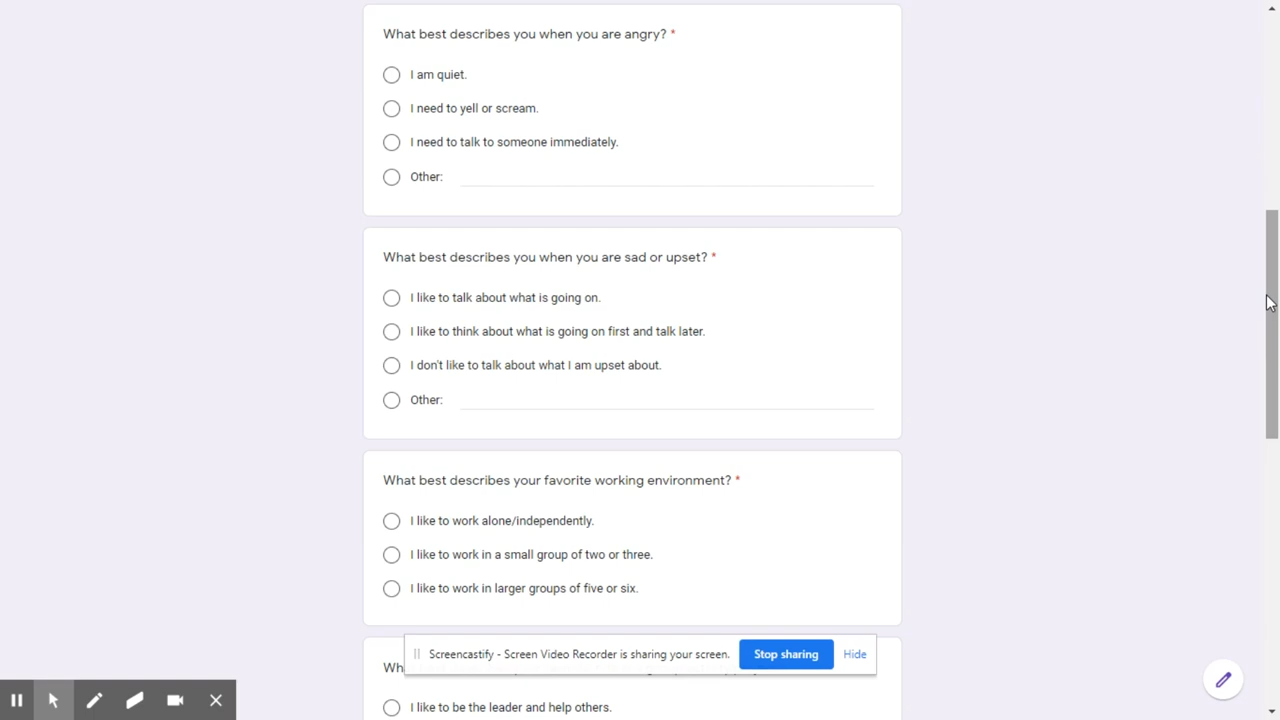 What best describes you when you are angry? *
I am quiet.
I need to yell or scream.
I need to talk to someone immediately.
Other:
What best describes you when you are sad or upset? *
I like to talk about what is going on.
I like to think about what is going on first and talk later.
I don't like to talk about what I am upset about.
Other:
What best describes your favorite working environment? *
I like to work alone/independently.
I like to work in a small group of two or three.
I like to work in larger groups of five or six.
Screencastify - Screen Video Recorder is sharing your screen.
Stop sharing
Hide
I like to be the leader and help others.